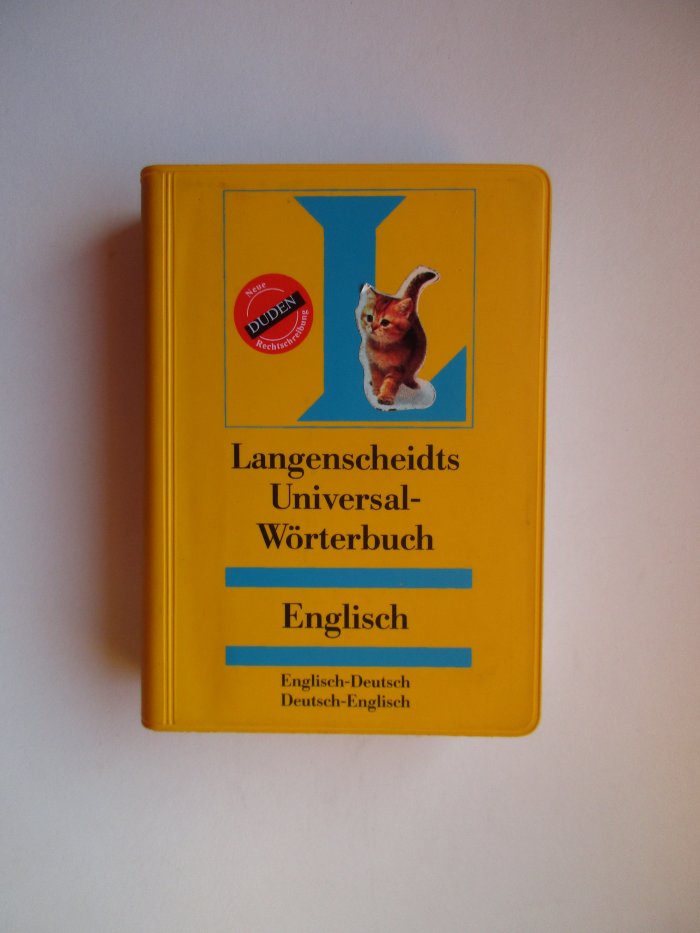 Neue
DUDEN
Rechtschreibung
L
Langenscheidts
Universal-
Wörterbuch
Englisch
Englisch-Deutsch
Deutsch-Englisch